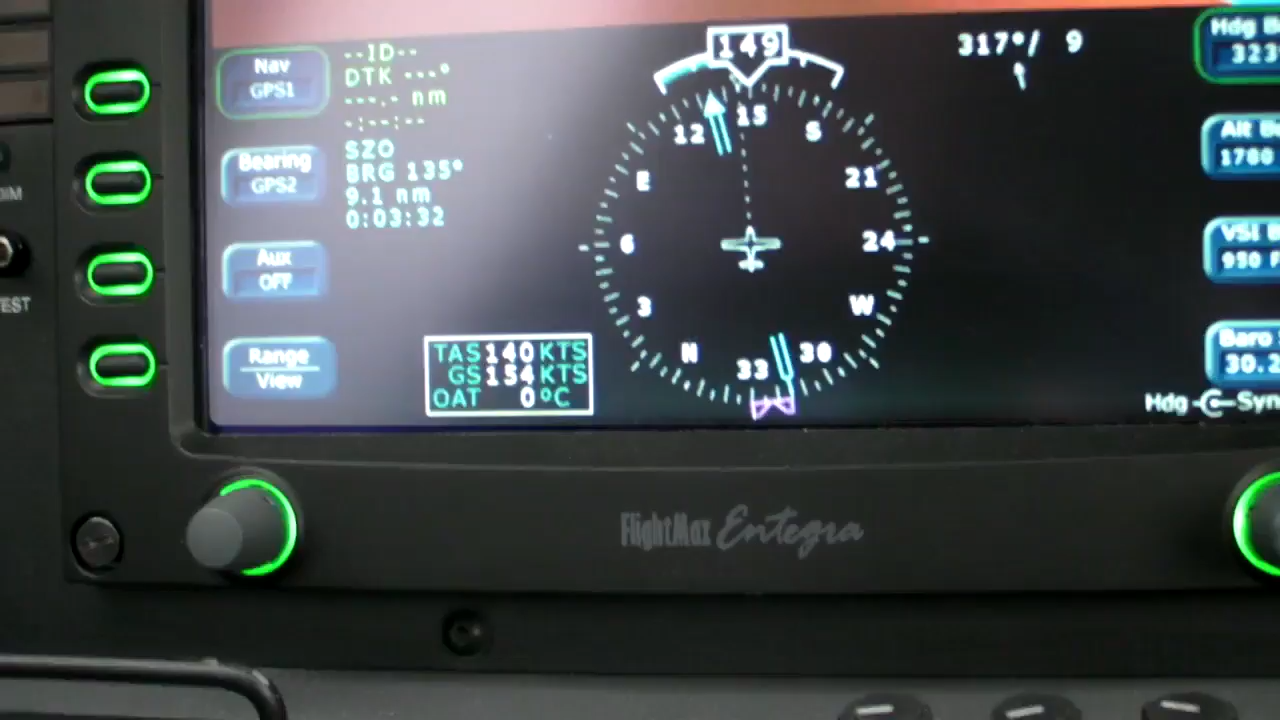 Nav
GPS1
--ID--
DTK ---°
---.- nm
-:--:--
Bearing
GPS2
SZO
BRG 135°
9.1 nm
0:03:32
Aux
OFF
Range
View
TAS 140 KTS
GS 154 KTS
OAT 0°C
149
12
15
S
E
21
6
24
3
W
N
33
30
317°/ 9
Hdg B
323
Alt B
1780
VSI B
950 F
Baro
30.2
Hdg
Syn
IM
EST
FlightMax Entegra